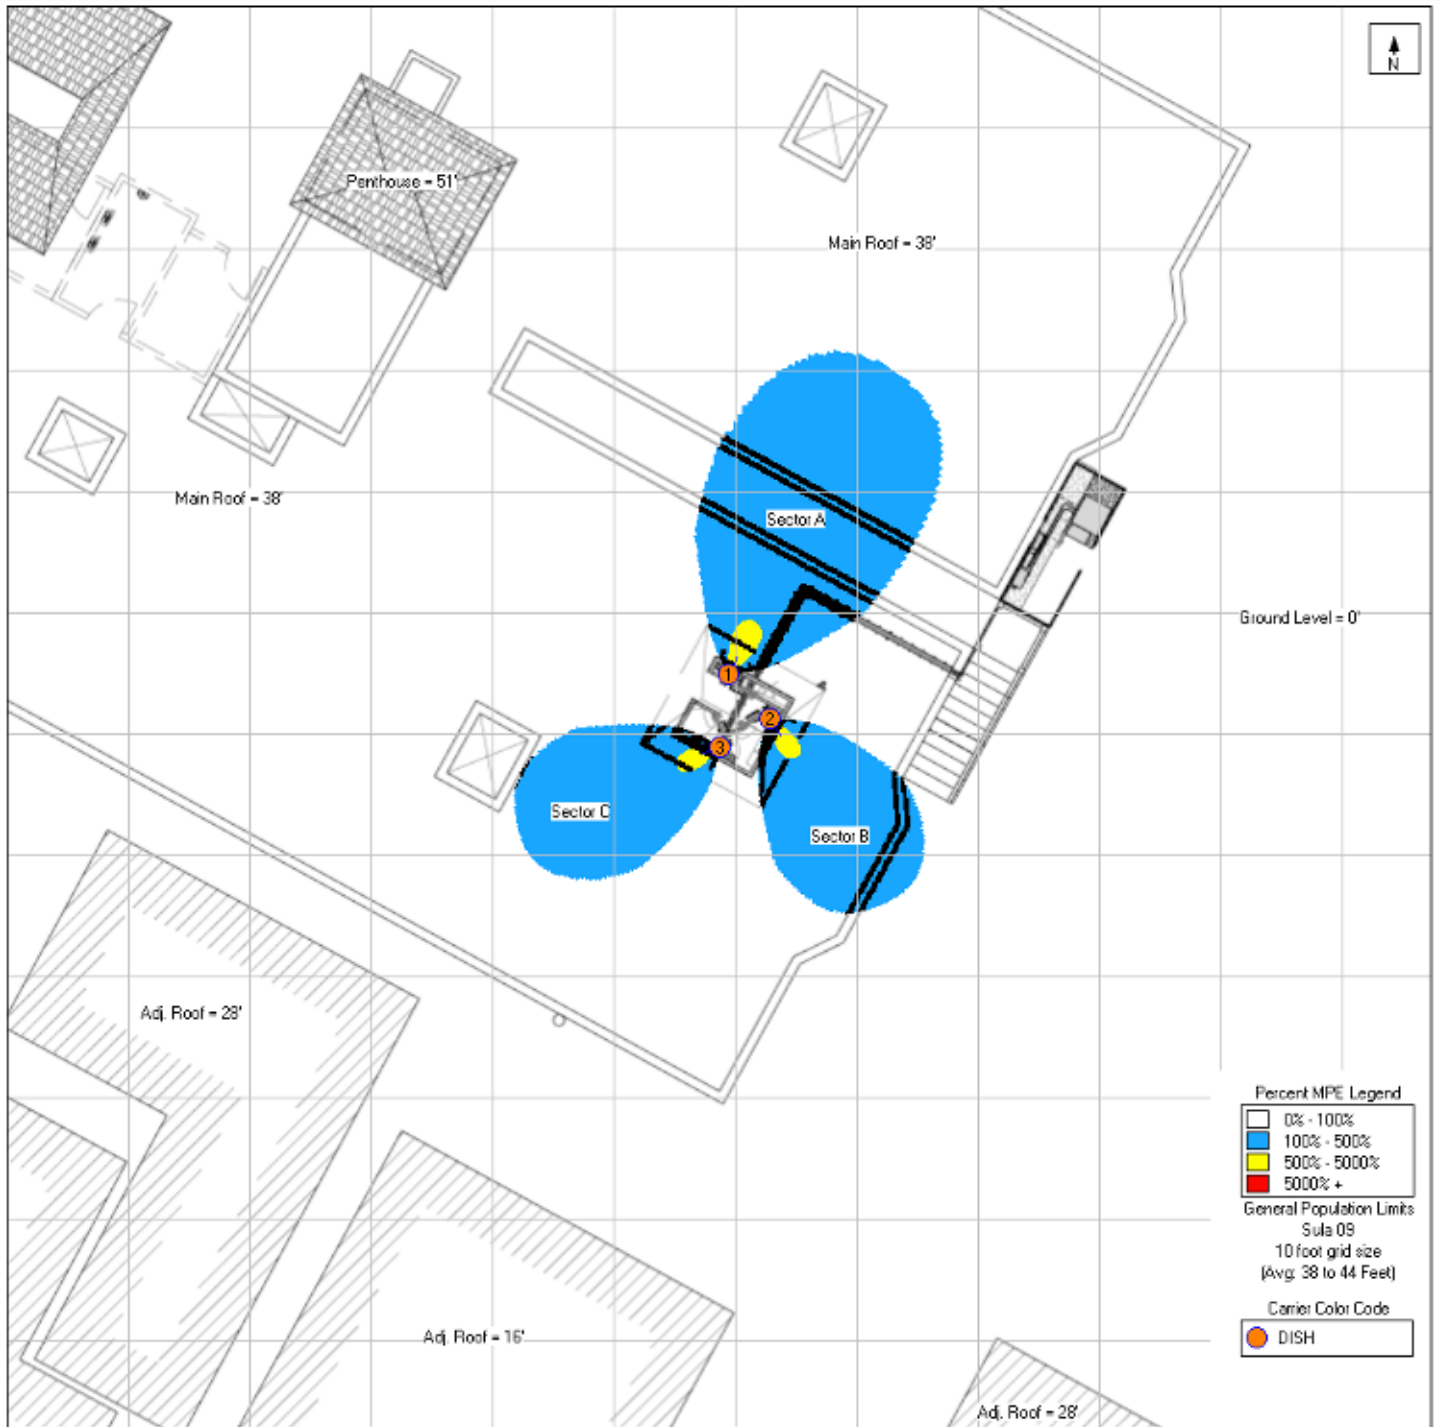 N
Penthouse = 51'
Main Roof = 38'
Main Roof = 38'
Sector A
Ground Level = 0'
1
2
3
Sector C
Sector B
Adj. Roof = 28'
Adj. Roof = 16'
Adj. Roof = 28'
Percent MPE Legend
0% - 100%
100% - 500%
500% - 5000%
5000% +
General Population Limits
Sula 09
10 foot grid size
(Avg: 38 to 44 Feet)
Carrier Color Code
DISH